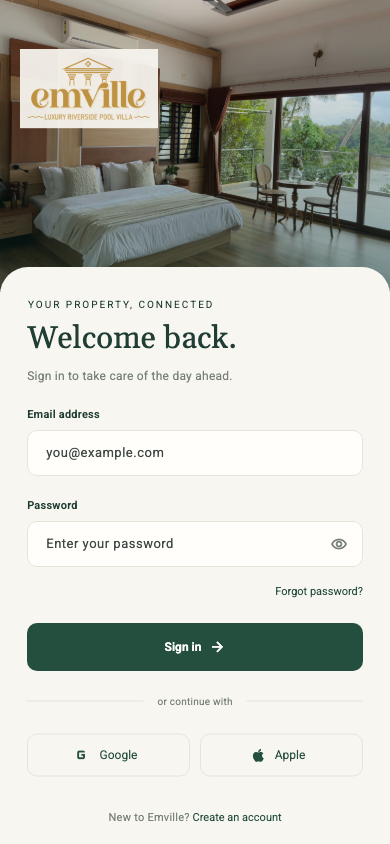 emville
LUXURY RIVERSIDE POOL VILLA
YOUR PROPERTY, CONNECTED
Welcome back.
Sign in to take care of the day ahead.
Email address
you@example.com
Password
Enter your password
Forgot password?
Sign in
or continue with
G Google
Apple
New to Emville? Create an account